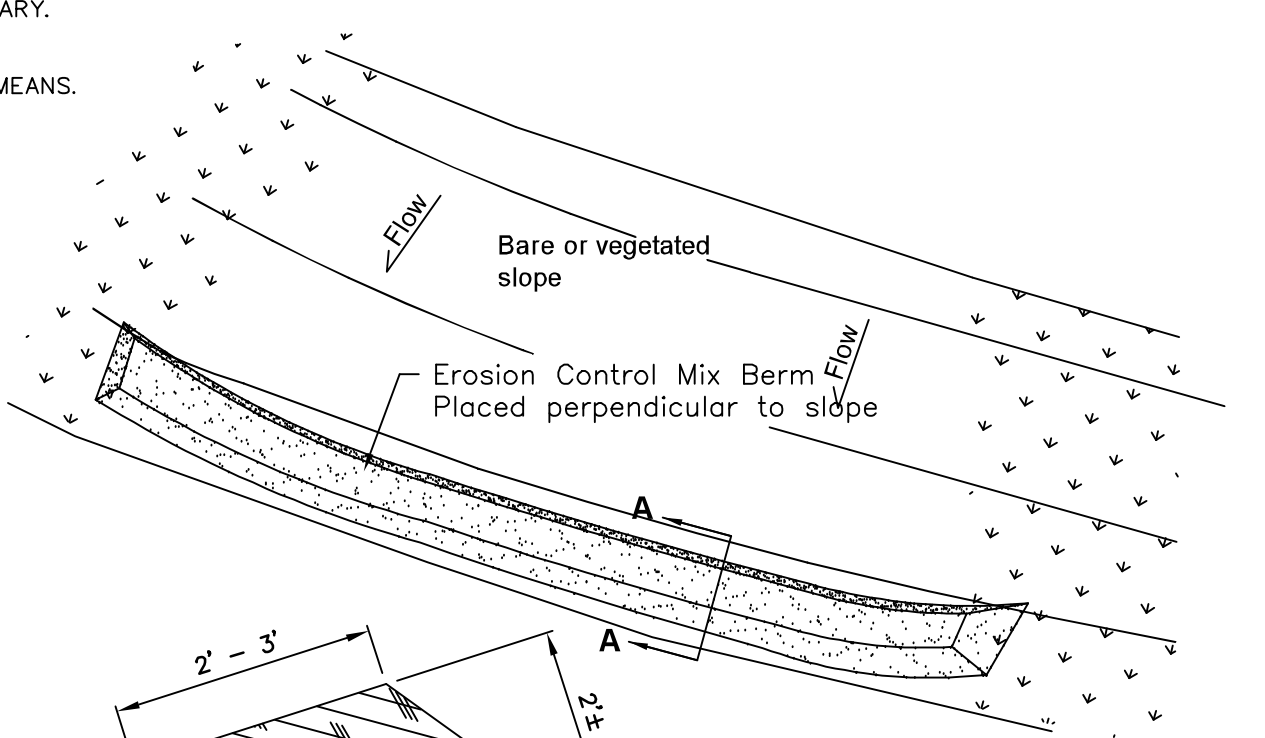 ARY.
MEANS.
Flow
Bare or vegetated
slope
Flow
Erosion Control Mix Berm
Placed perpendicular to slope
A
A
2' - 3'
2'±